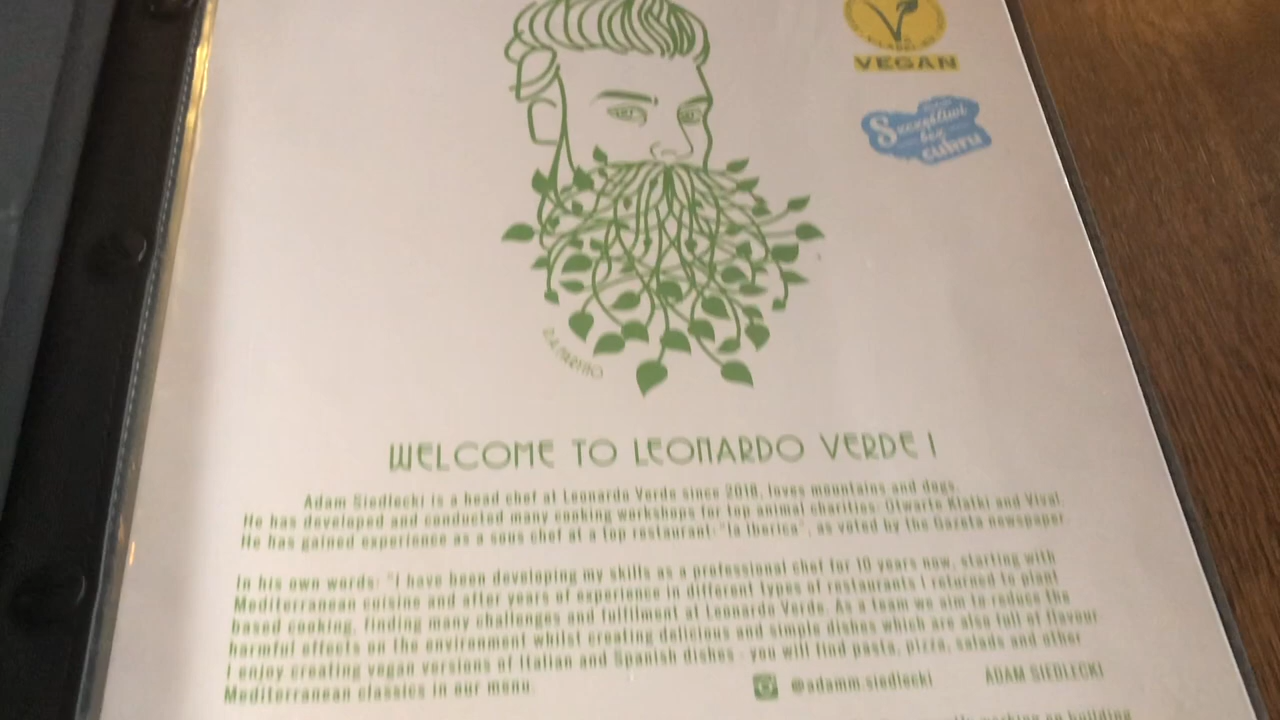 VEGAN
Szczęśliwi
bez
cukru
WELCOME TO LEONARDO VERDE !
Adam Siedlecki is a head chef at Leonardo Verde since 2018, loves mountains and dogs.
He has developed and conducted many cooking workshops for top animal charities: Otwarte Klatki and Viva!
He has gained experience as a sous chef at a top restaurant: "la Iberica", as voted by the Gazeta newspaper
In his own words: "I have been developing my skills as a professional chef for 10 years now, starting with
Mediterranean cuisine and after years of experience in different types of restaurants I returned to plant
based cooking, finding many challenges and fulfilment at Leonardo Verde. As a team we aim to reduce the
harmful effects on the environment whilst creating delicious and simple dishes which are also full of flavour
I enjoy creating vegan versions of Italian and Spanish dishes - you will find pasta, pizza, salads and other
Mediterranean classics in our menu.
@adamm.siedlecki ADAM SIEDLECKI
working on building